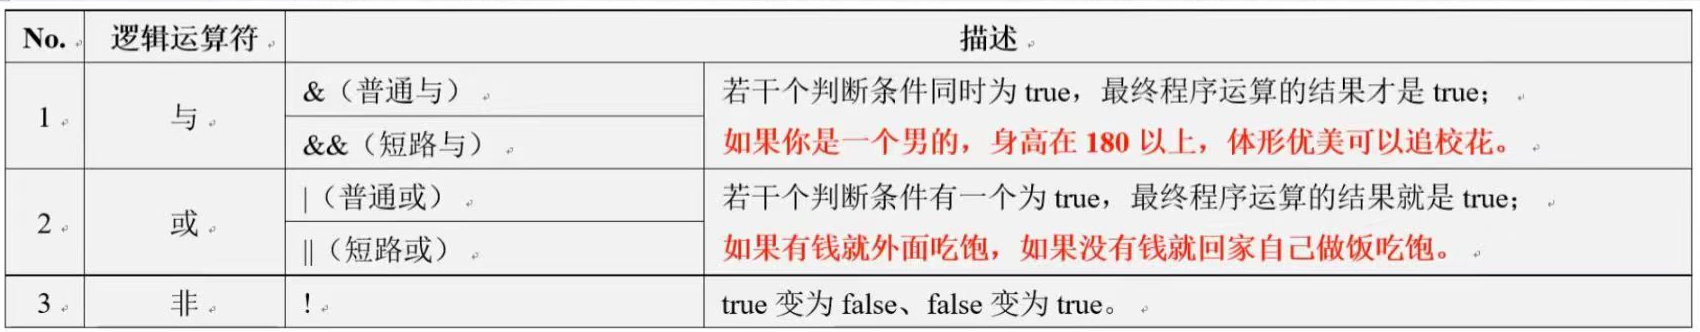 No. 逻辑运算符 描述
1 与 &（普通与） 若干个判断条件同时为 true，最终程序运算的结果才是 true；
&&（短路与） 如果你是一个男的，身高在 180 以上，体形优美可以追校花。
2 或 |（普通或） 若干个判断条件有一个为 true，最终程序运算的结果就是 true；
||（短路或） 如果有钱就外面吃饱，如果没有钱就回家自己做饭吃饱。
3 非 ! true 变为 false、false 变为 true。